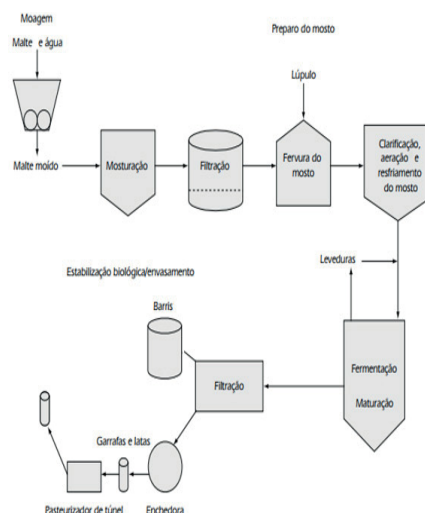 Moagem
Malte e água
Preparo do mosto
Lúpulo
Malte moído
Mosturação
Filtração
Fervura do
mosto
Clarificação,
aeração e
resfriamento
do mosto
Leveduras
Estabilização biológica/envasamento
Barris
Fermentação
Maturação
Filtração
Garrafas e latas
Pasteurizador de túnel
Enchedora